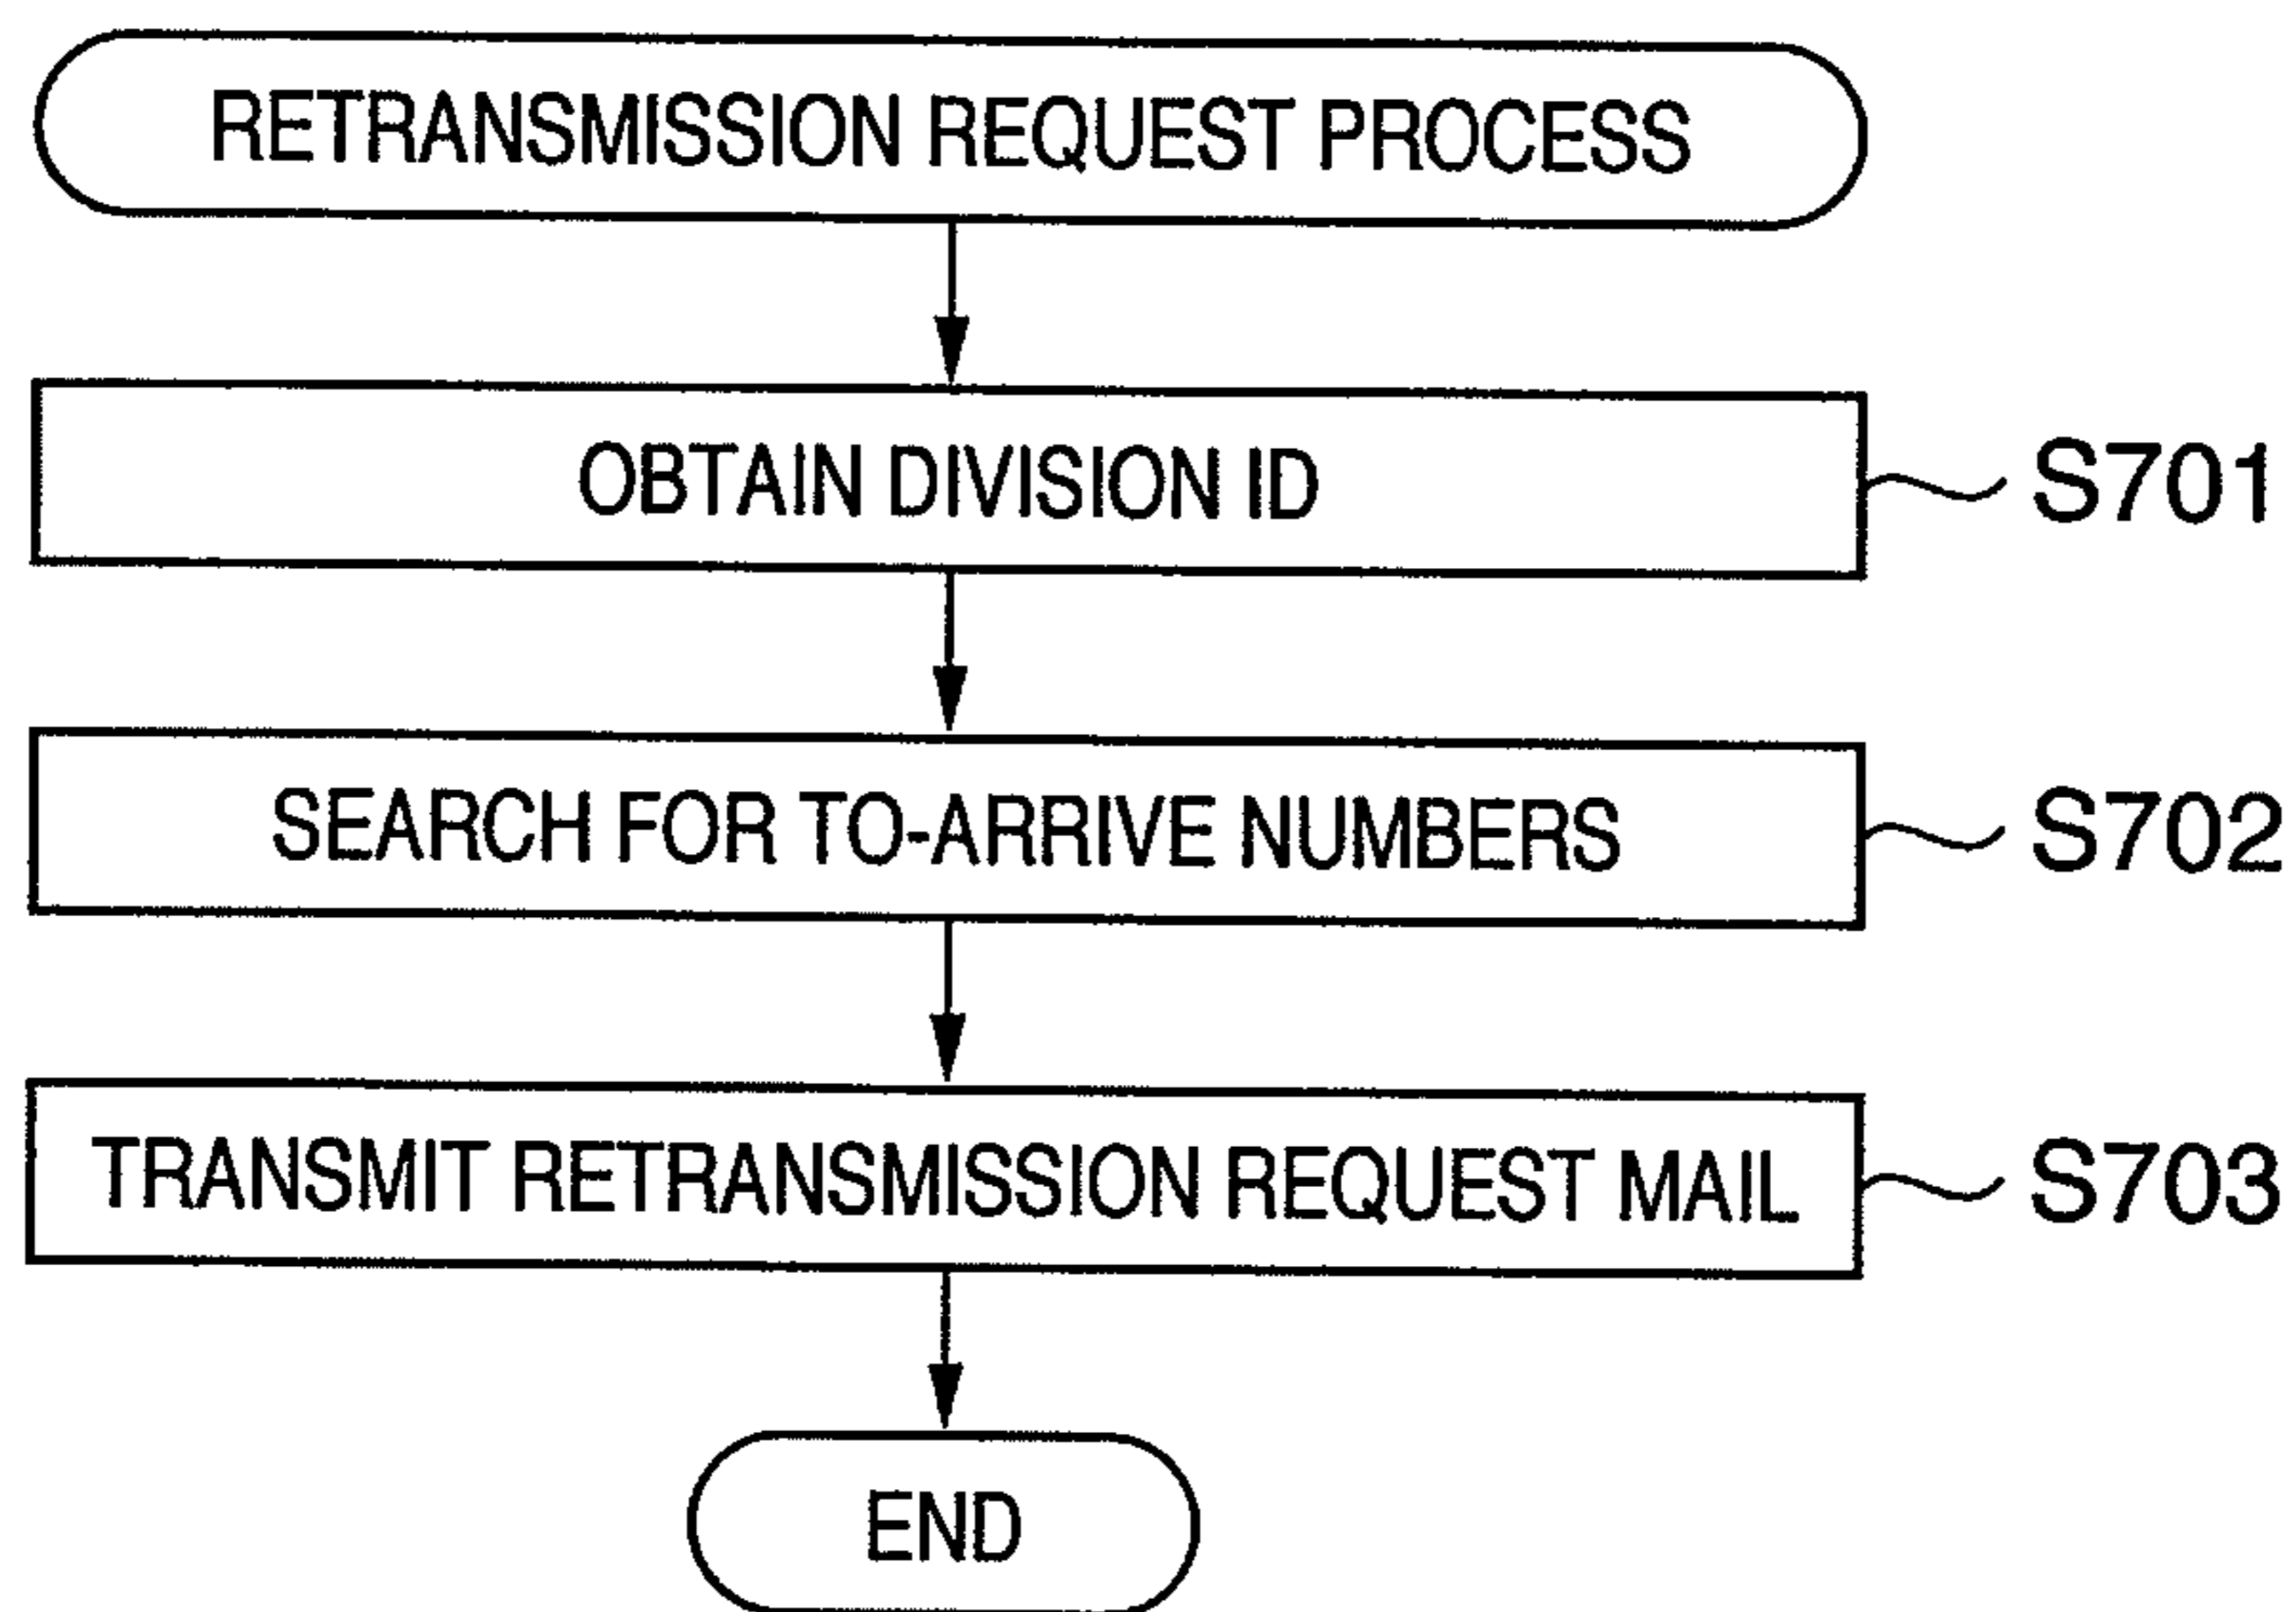 RETRANSMISSION REQUEST PROCESS
OBTAIN DIVISION ID
S701
SEARCH FOR TO-ARRIVE NUMBERS
S702
TRANSMIT RETRANSMISSION REQUEST MAIL
S703
END